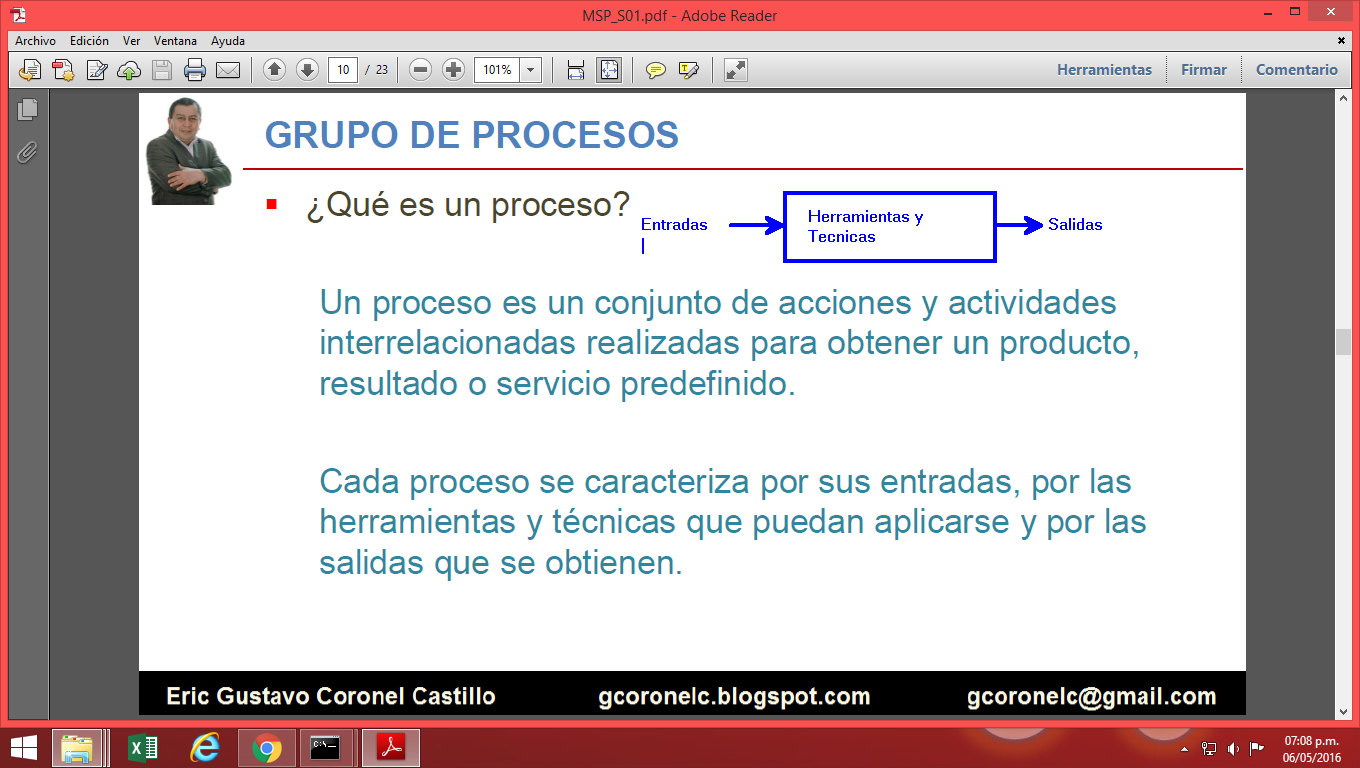 MSP_S01.pdf - Adobe Reader
Archivo Edición Ver Ventana Ayuda
10 / 23 101% Herramientas Firmar Comentario
GRUPO DE PROCESOS
¿Qué es un proceso?
Entradas
Herramientas y
Tecnicas
Salidas
Un proceso es un conjunto de acciones y actividades
interrelacionadas realizadas para obtener un producto,
resultado o servicio predefinido.
Cada proceso se caracteriza por sus entradas, por las
herramientas y técnicas que puedan aplicarse y por las
salidas que se obtienen.
Eric Gustavo Coronel Castillo gcoronelc.blogspot.com gcoronelc@gmail.com
07:08 p.m.
06/05/2016